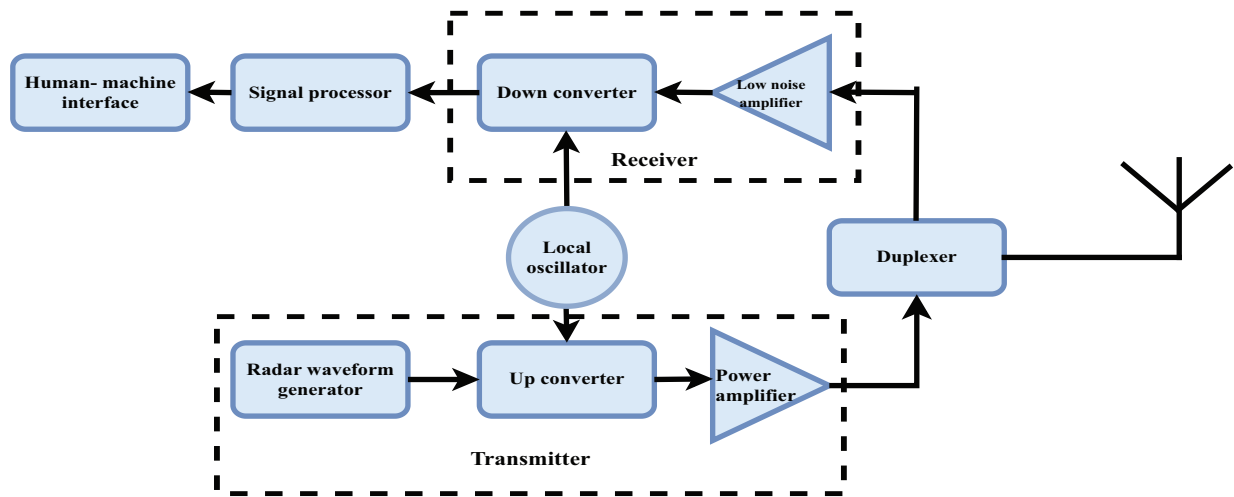 Human- machine
interface
Signal processor
Down converter
Low noise
amplifier
Receiver
Local
oscillator
Duplexer
Radar waveform
generator
Up converter
Power
amplifier
Transmitter